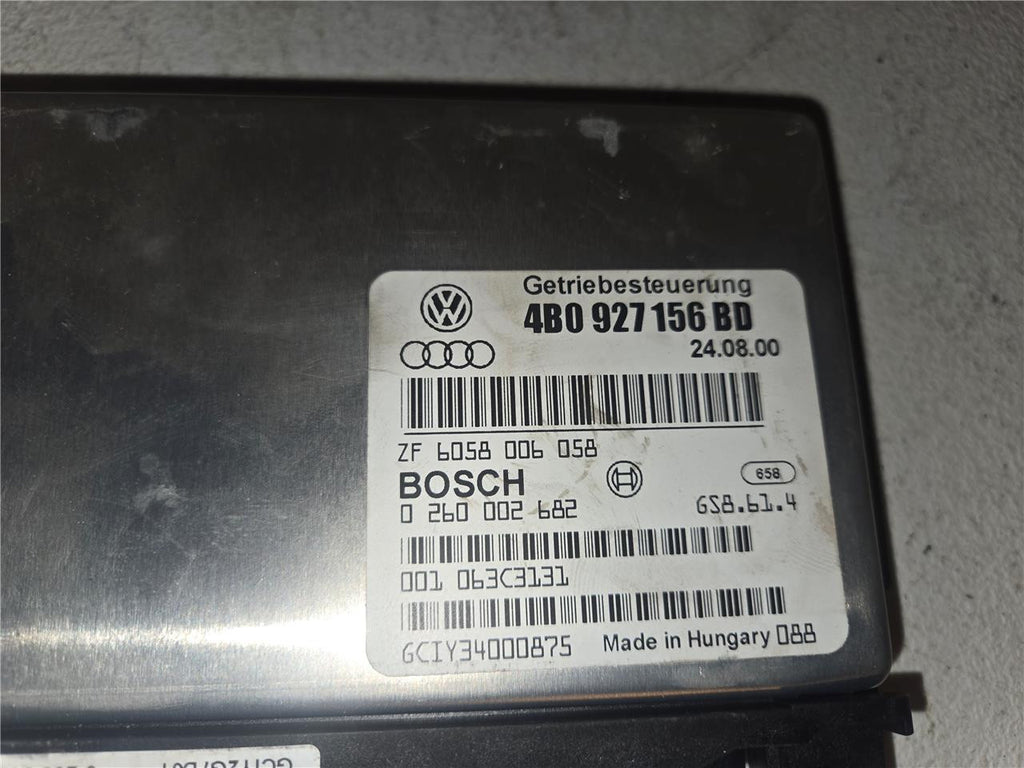 Getriebesteuerung
4B0 927 156 BD
24.08.00
ZF 6058 006 058
BOSCH
658
0 260 002 682
GS8.61.4
001 063C3131
GCIY34000875
Made in Hungary 088